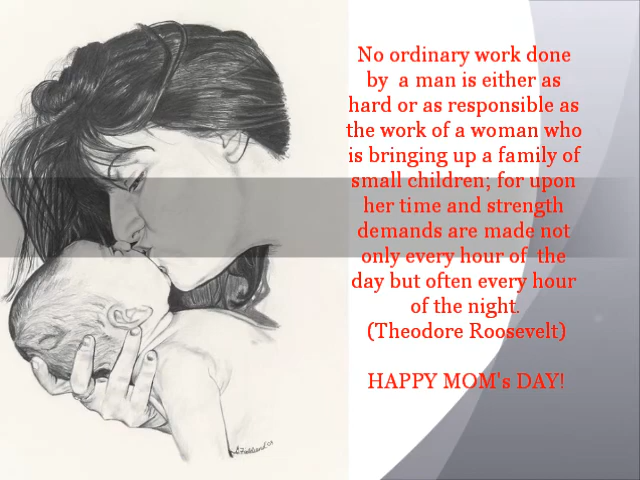 No ordinary work done
by a man is either as
hard or as responsible as
the work of a woman who
is bringing up a family of
small children; for upon
her time and strength
demands are made not
only every hour of the
day but often every hour
of the night.
(Theodore Roosevelt)
HAPPY MOM's DAY!